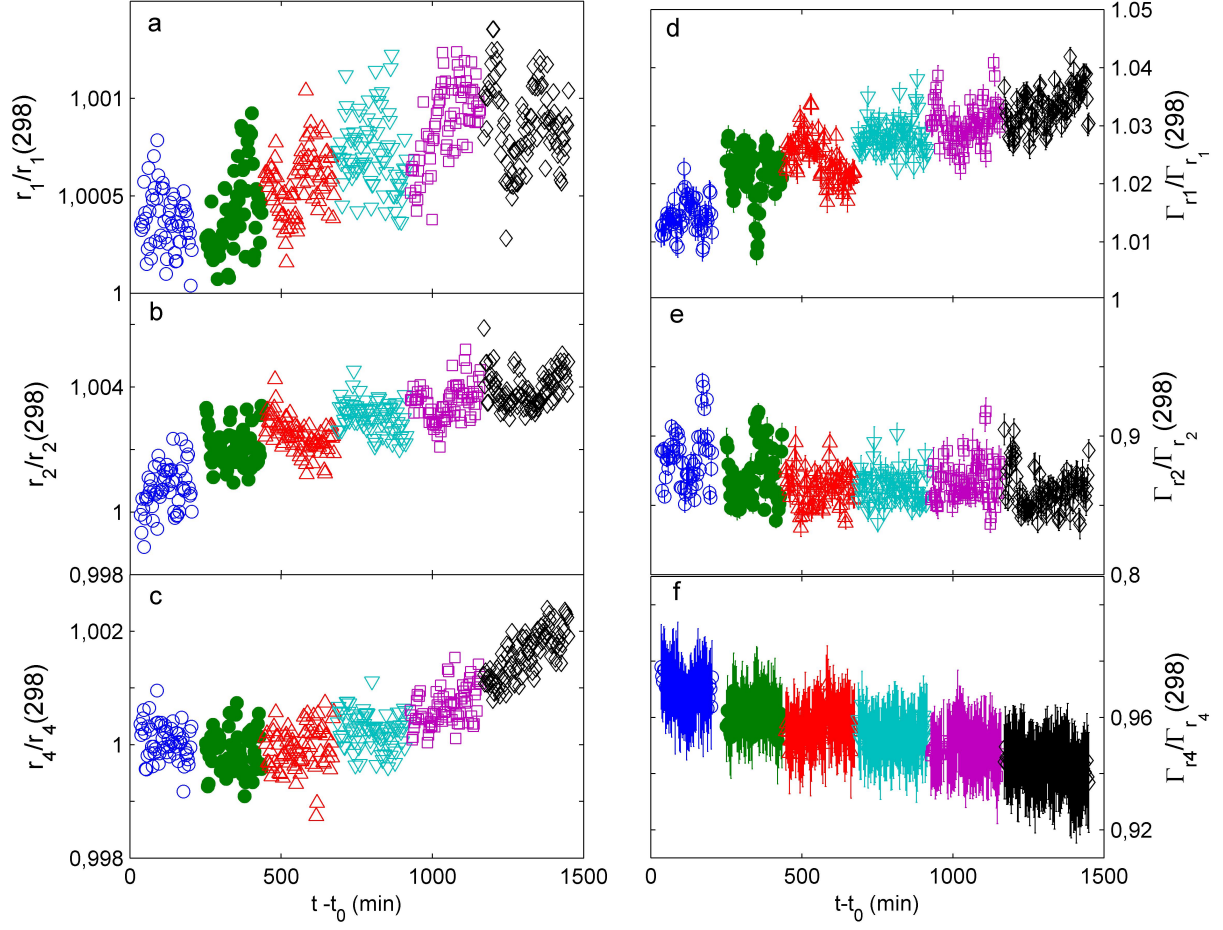 a
1,001
1,0005
1
r1/r1(298)
b
1,004
1
0,998
r2/r2(298)
c
1,002
1
0,998
r4/r4(298)
0 500 1000 1500
t -t0 (min)
d
1.05
1.04
1.03
1.02
1.01
Γr1/Γr1(298)
e
1
0,9
0,8
Γr2/Γr2(298)
f
0,96
0,92
Γr4/Γr4(298)
0 500 1000 1500
t-t0 (min)